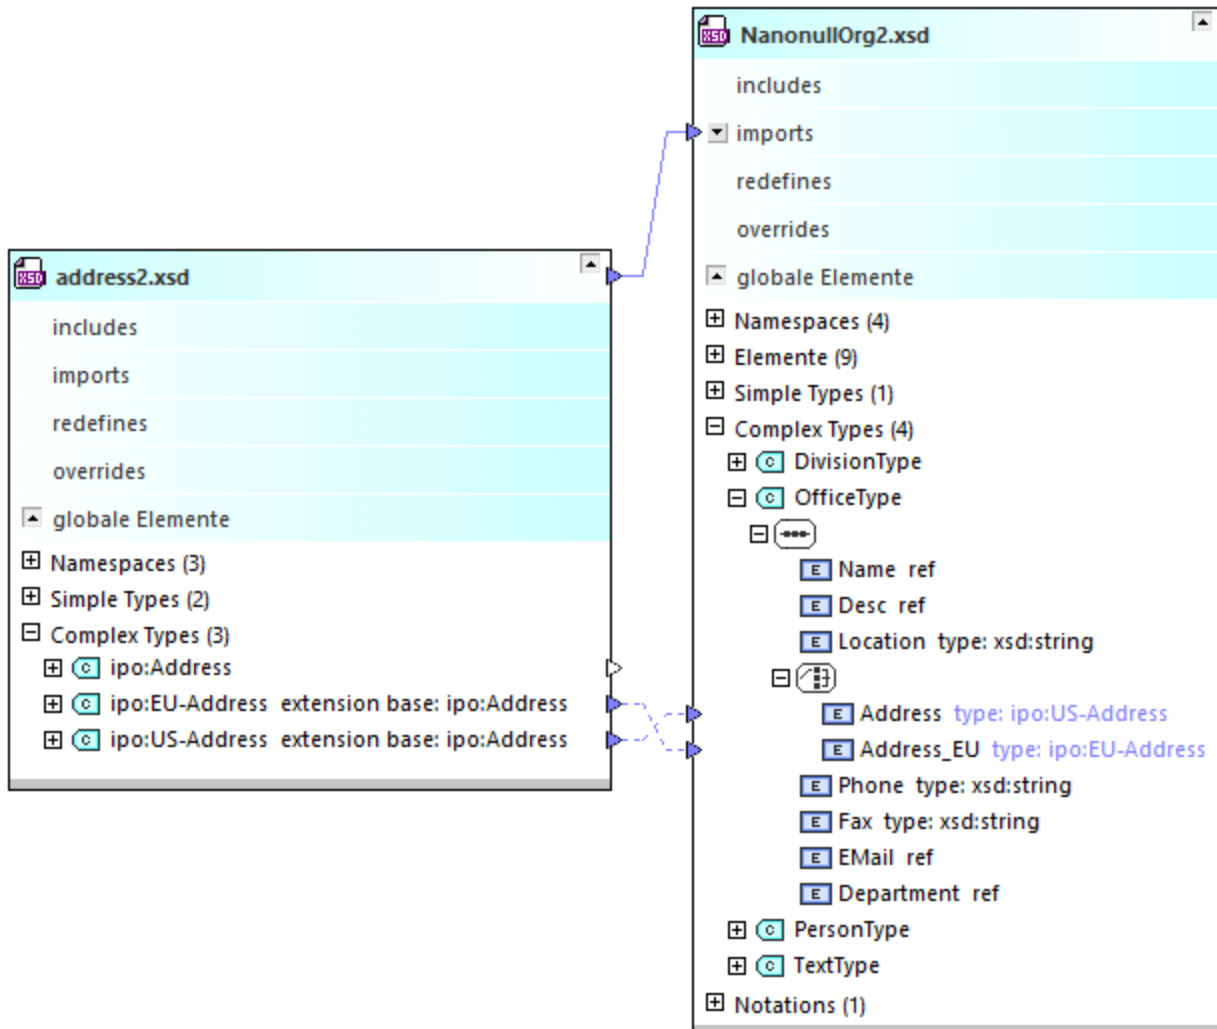 XSD address2.xsd
includes
imports
redefines
overrides
globale Elemente
Namespaces (3)
Simple Types (2)
Complex Types (3)
C ipo:Address
C ipo:EU-Address extension base: ipo:Address
C ipo:US-Address extension base: ipo:Address
XSD NanonullOrg2.xsd
includes
imports
redefines
overrides
globale Elemente
Namespaces (4)
Elemente (9)
Simple Types (1)
Complex Types (4)
C DivisionType
C OfficeType
E Name ref
E Desc ref
E Location type: xsd:string
E Address type: ipo:US-Address
E Address_EU type: ipo:EU-Address
E Phone type: xsd:string
E Fax type: xsd:string
E EMail ref
E Department ref
C PersonType
C TextType
Notations (1)